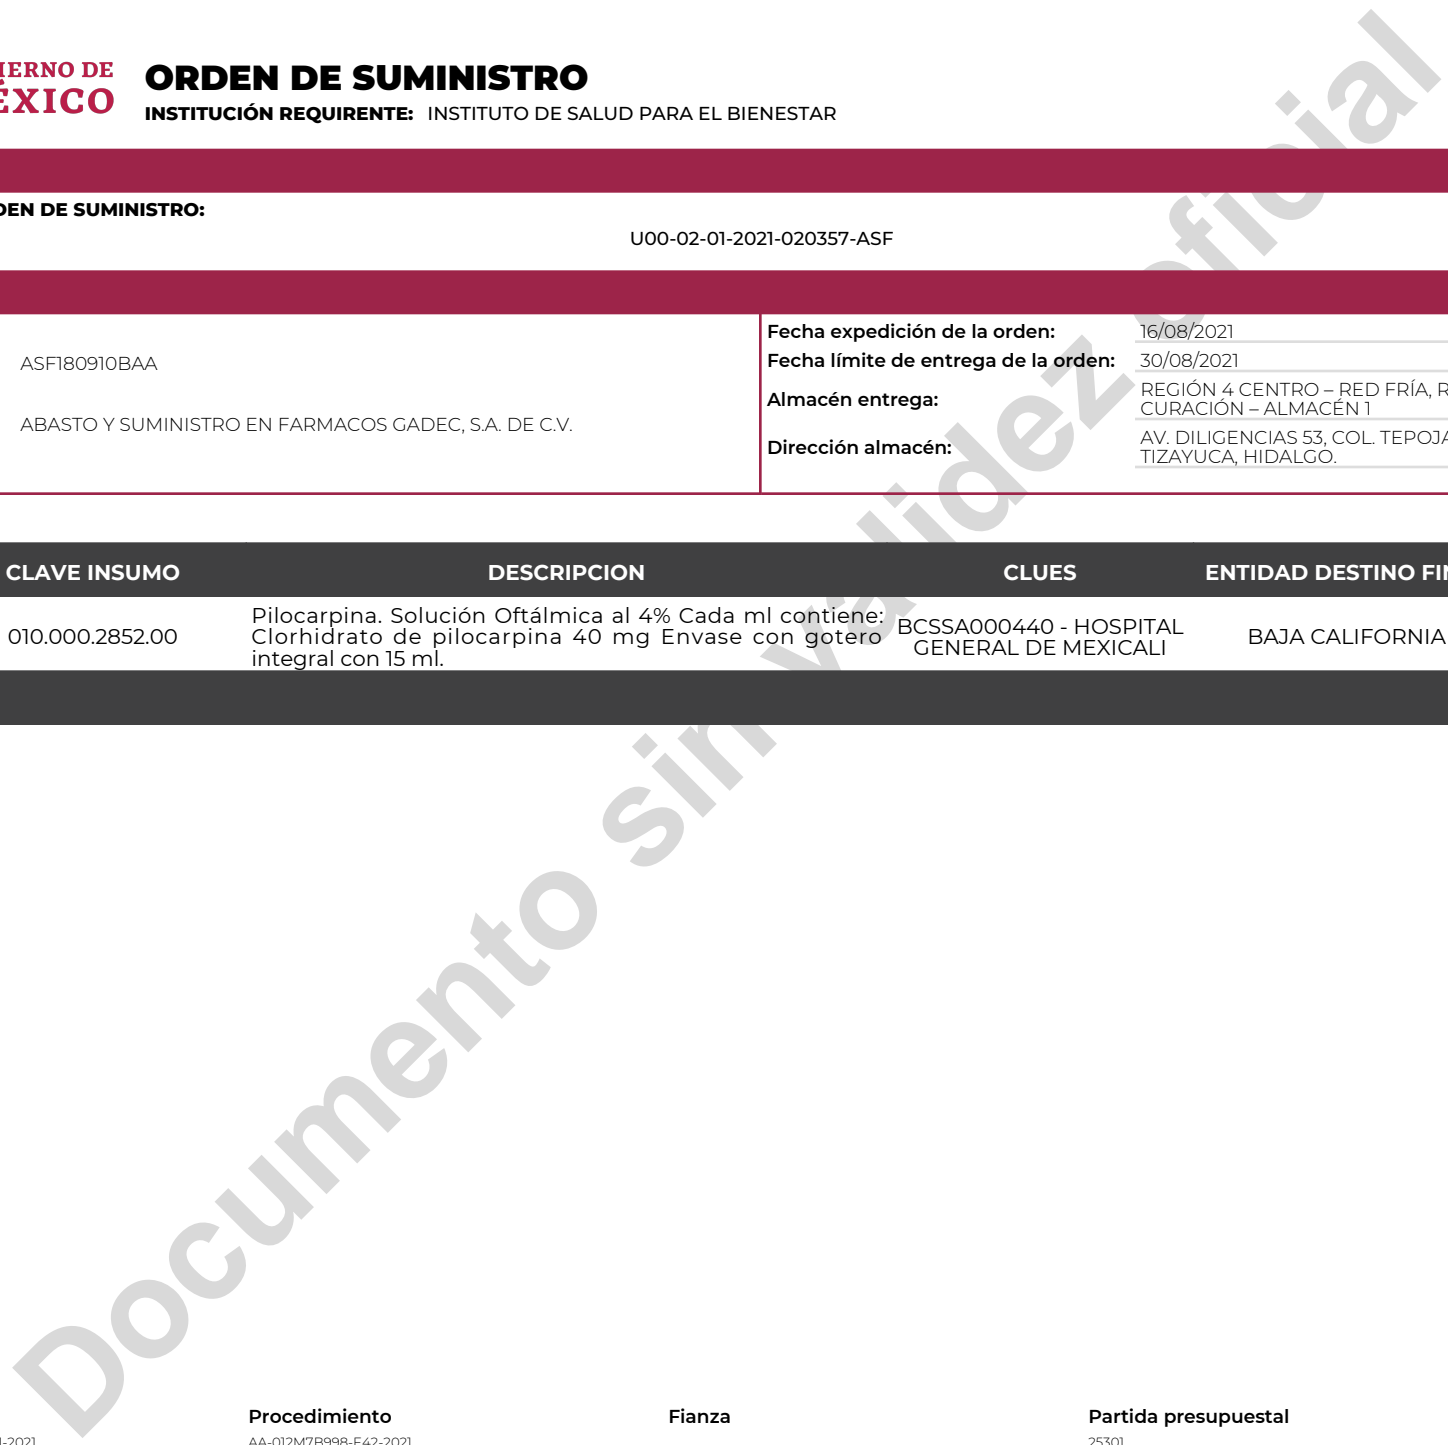 ORDEN DE SUMINISTRO
INSTITUCIÓN REQUIRENTE: INSTITUTO DE SALUD PARA EL BIENESTAR
DE
DE SUMINISTRO:
U00-02-01-2021-020357-ASF
ASF180910BAA
ABASTO Y SUMINISTRO EN FARMACOS GADEC, S.A. DE C.V.
Fecha expedición de la orden: 16/08/2021
Fecha límite de entrega de la orden: 30/08/2021
Almacén entrega: REGIÓN 4 CENTRO – RED FRÍA,
CURACIÓN – ALMACÉN 1
Dirección almacén: AV. DILIGENCIAS 53, COL.
TIZAYUCA, HIDALGO.
CLAVE INSUMO DESCRIPCION CLUES ENTIDAD DESTINO
010.000.2852.00
Pilocarpina. Solución Oftálmica al 4% Cada ml contiene:
Clorhidrato de pilocarpina 40 mg Envase con gotero
integral con 15 ml.
BCSSA000440 - HOSPITAL
GENERAL DE MEXICALI
BAJA CALIFORNIA
Documento sin validez oficial
Procedimiento Fianza Partida presupuestal
AA-012M7B998-E42-2021 25301